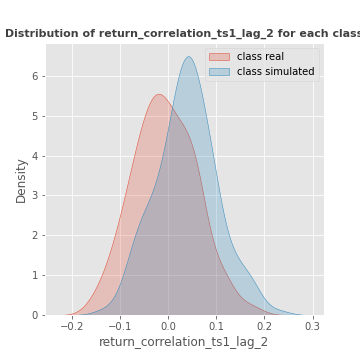 Distribution of return_correlation_ts1_lag_2 for each class
class real
class simulated
6
5
4
3
2
1
0
Density
−0.2 −0.1 0.0 0.1 0.2 0.3
return_correlation_ts1_lag_2